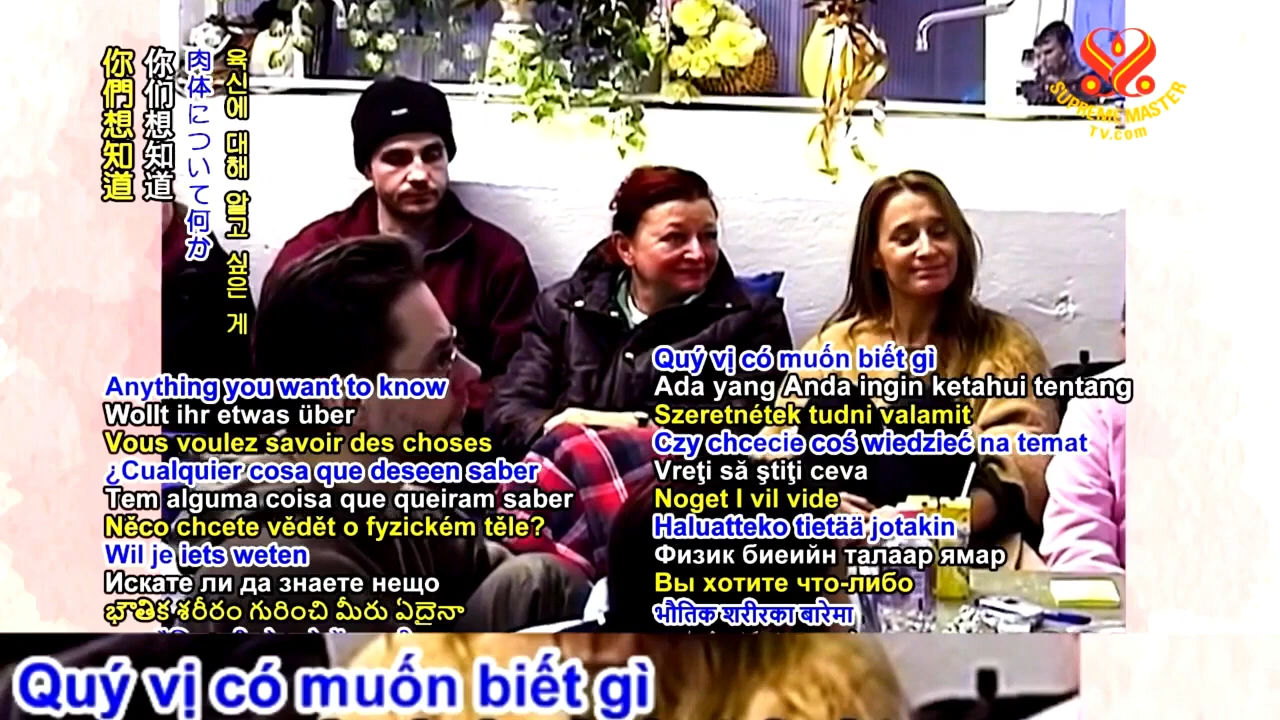 你們想知道
你们想知道
肉体について何か
육신에 대해 알고 싶은 게
SUPREME MASTER
TV.com
Anything you want to know
Wollt ihr etwas über
Vous voulez savoir des choses
¿Cualquier cosa que deseen saber
Tem alguma coisa que queiram saber
Něco chcete vědět o fyzickém těle?
Wil je iets weten
Искате ли да знаете нещо
భౌతిక శరీరం గురించి మీరు ఏదైనా
Quý vị có muốn biết gì
Ada yang Anda ingin ketahui tentang
Szeretnétek tudni valamit
Czy chcecie coś wiedzieć na temat
Vreţi să ştiţi ceva
Noget I vil vide
Haluatteko tietää jotakin
Физик биеийн талаар ямар
Вы хотите что-либо
भौतिक शरीरका बारेमा
Quý vị có muốn biết gì